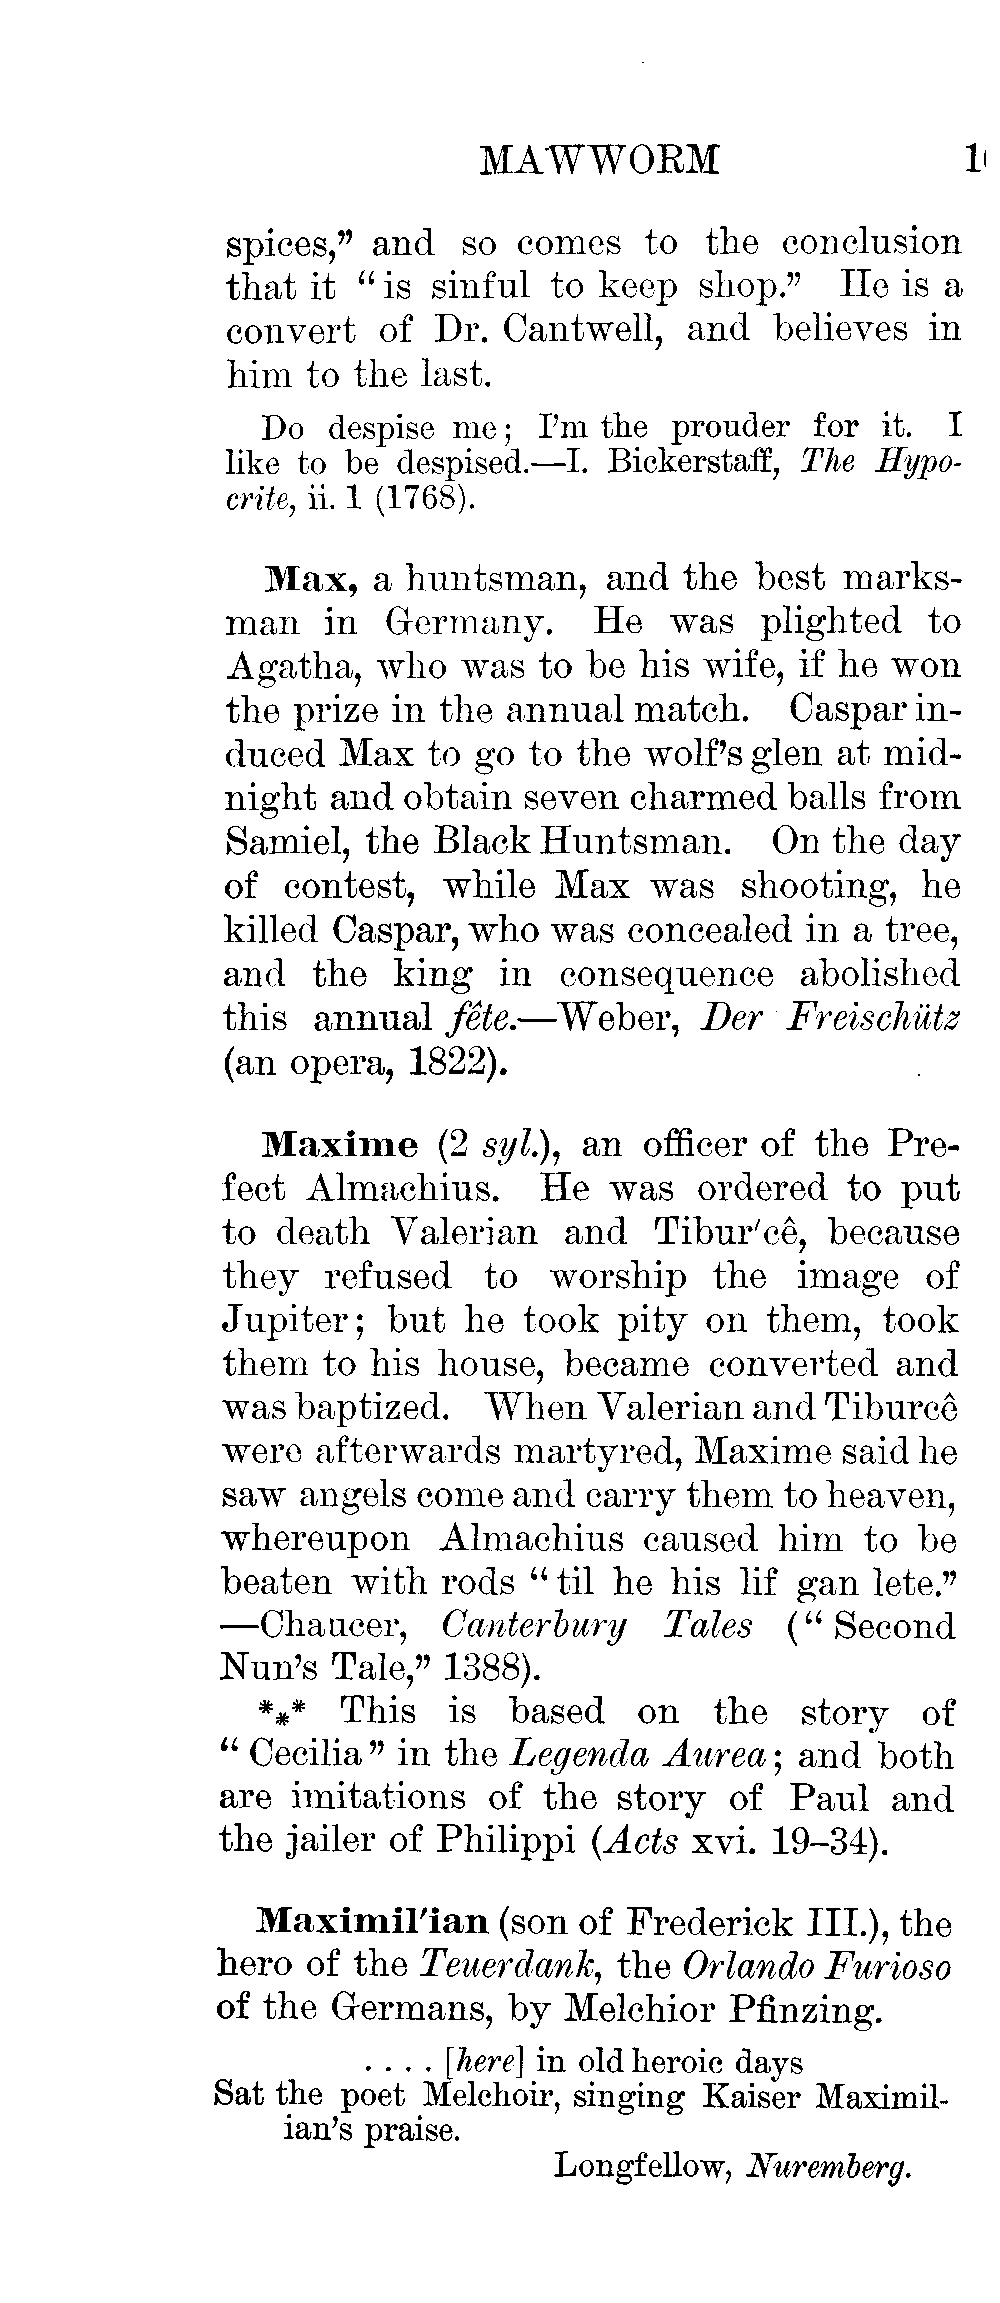 MAWWORM
spices,” and so comes to the conclusion
that it “is sinful to keep shop.” He is a
convert of Dr. Cantwell, and believes in
him to the last.
Do despise me; I’m the prouder for it. I
like to be despised.—I. Bickerstaff, The Hypo-
crite, ii. 1 (1768).
Max, a huntsman, and the best marks-
man in Germany. He was plighted to
Agatha, who was to be his wife, if he won
the prize in the annual match. Caspar in-
duced Max to go to the wolf’s glen at mid-
night and obtain seven charmed balls from
Samiel, the Black Huntsman. On the day
of contest, while Max was shooting, he
killed Caspar, who was concealed in a tree,
and the king in consequence abolished
this annual fête.—Weber, Der Freischütz
(an opera, 1822).
Maxime (2 syl.), an officer of the Pre-
fect Almachius. He was ordered to put
to death Valerian and Tibur′cê, because
they refused to worship the image of
Jupiter; but he took pity on them, took
them to his house, became converted and
was baptized. When Valerian and Tiburcê
were afterwards martyred, Maxime said he
saw angels come and carry them to heaven,
whereupon Almachius caused him to be
beaten with rods “til he his lif gan lete.”
—Chaucer, Canterbury Tales (“Second
Nun’s Tale,” 1388).
*⁎* This is based on the story of
“Cecilia” in the Legenda Aurea; and both
are imitations of the story of Paul and
the jailer of Philippi (Acts xvi. 19–34).
Maximil′ian (son of Frederick III.), the
hero of the Teuerdank, the Orlando Furioso
of the Germans, by Melchior Pfinzing.
. . . . [here] in old heroic days
Sat the poet Melchoir, singing Kaiser Maximil-
ian’s praise.
Longfellow, Nuremberg.